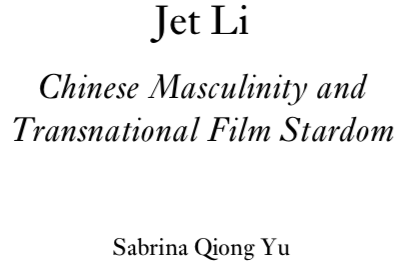 Jet Li
Chinese Masculinity and
Transnational Film Stardom
Sabrina Qiong Yu